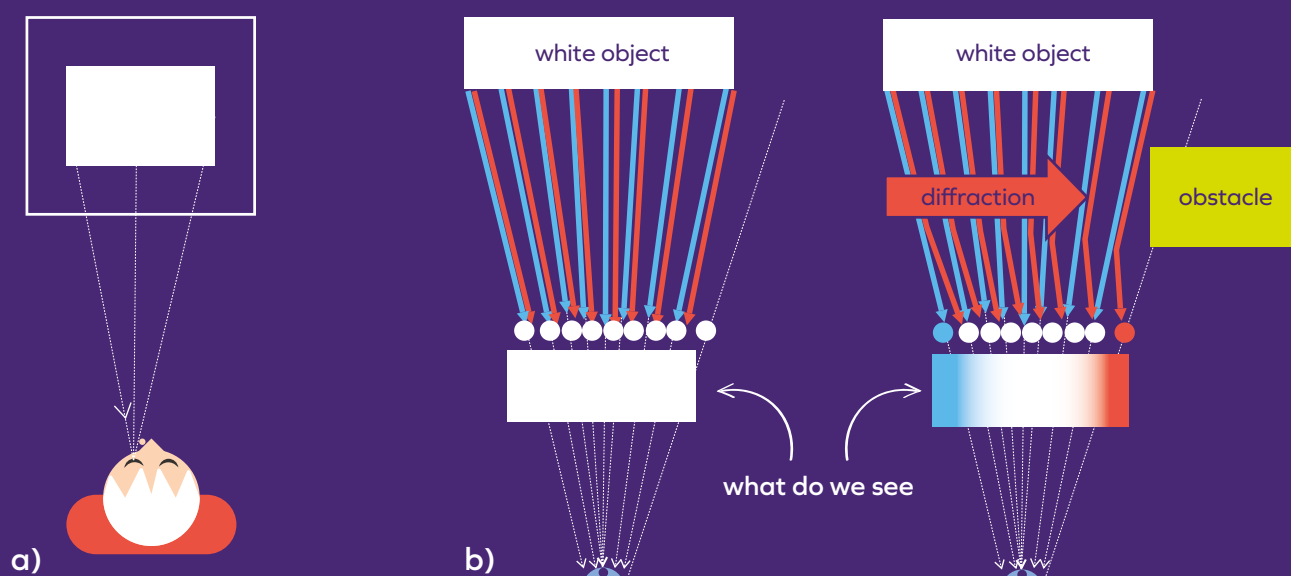 white object
white object
diffraction
obstacle
what do we see
a)
b)